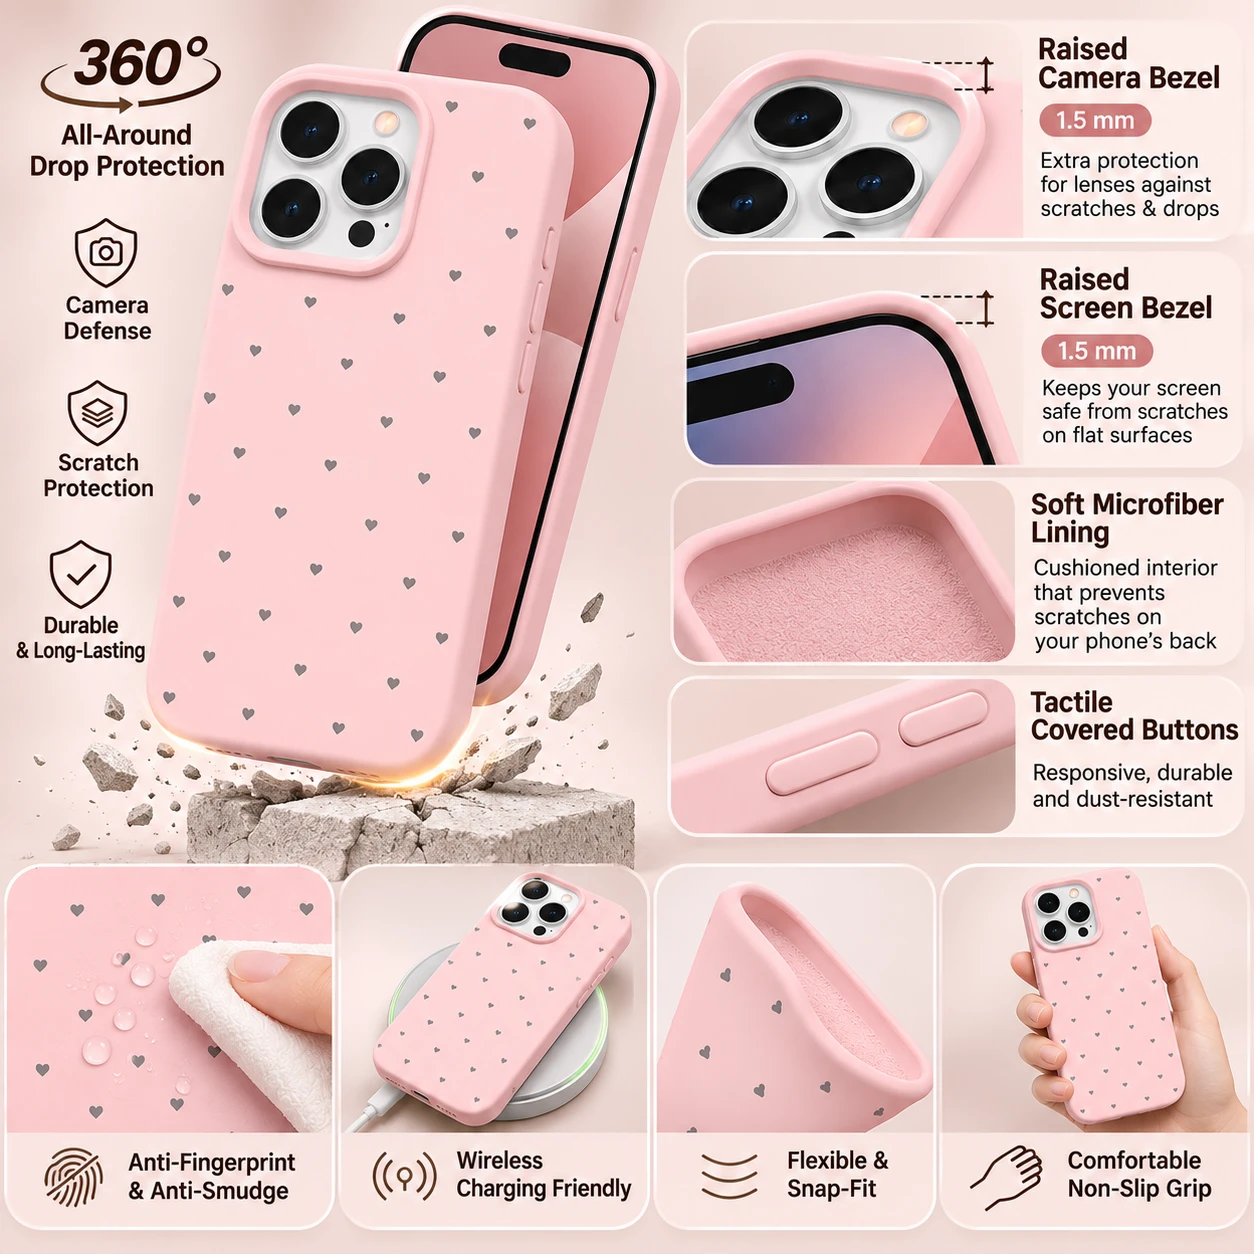 360°
All-Around
Drop Protection
Camera
Defense
Scratch
Protection
Durable
& Long-Lasting
Raised
Camera Bezel
1.5 mm
Extra protection
for lenses against
scratches & drops
Raised
Screen Bezel
1.5 mm
Keeps your screen
safe from scratches
on flat surfaces
Soft Microfiber
Lining
Cushioned interior
that prevents
scratches on
your phone's back
Tactile
Covered Buttons
Responsive, durable
and dust-resistant
Anti-Fingerprint
& Anti-Smudge
Wireless
Charging Friendly
Flexible &
Snap-Fit
Comfortable
Non-Slip Grip